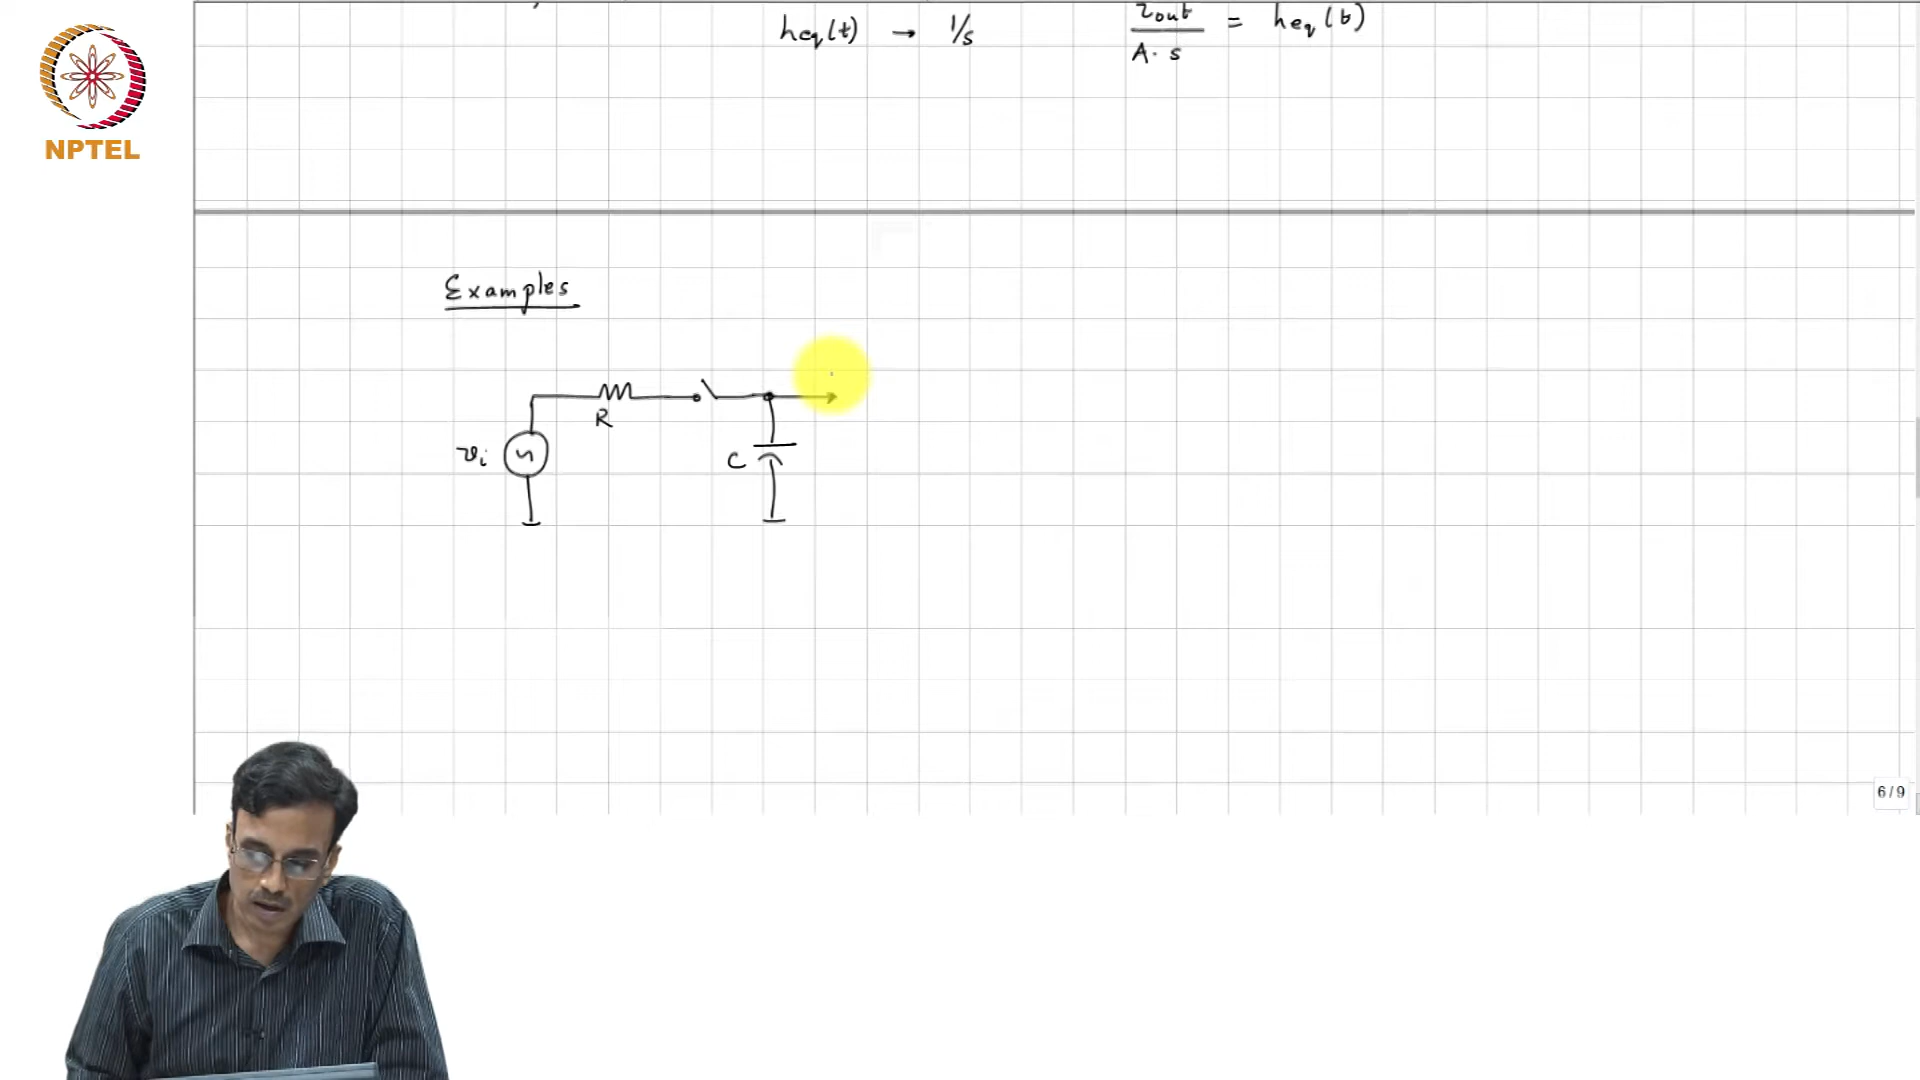 heq(t) → 1/s
vout / A · s = heq(t)
NPTEL
Examples
R
vi
C
6 / 9